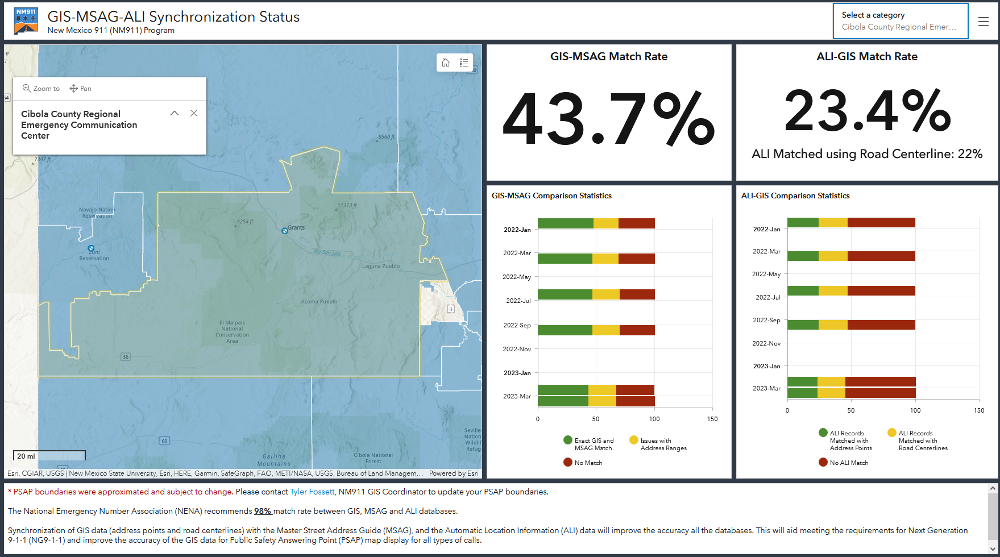 NM911
GIS-MSAG-ALI Synchronization Status
New Mexico 911 (NM911) Program
Select a category
Cibola County Regional Emer...
Zoom to
Pan
Cibola County Regional
Emergency Communication
Center
7347 ft
8560 ft
11313 ft
9254 ft
Navajo Nation
Reservation
Grants
Zuni
Reservation
Rio San Jose
Laguna Pueblo
Acoma Pueblo
6
El Malpais
National
Conservation
Area
36
60
Gallina
Mountains
Cibola National
Forest
Seville
Nation
Wildlif
Refug
20 mi
Esri, CGIAR, USGS | New Mexico State University, Esri, HERE, Garmin, SafeGraph, FAO, METI/NASA, USGS, Bureau of Land Managem...
Powered by Esri
GIS-MSAG Match Rate
43.7%
ALI-GIS Match Rate
23.4%
ALI Matched using Road Centerline: 22%
GIS-MSAG Comparison Statistics
2022-Jan
2022-Mar
2022-May
2022-Jul
2022-Sep
2022-Nov
2023-Jan
2023-Mar
0 50 100 150
Exact GIS and
MSAG Match
Issues with
Address Ranges
No Match
ALI-GIS Comparison Statistics
2022-Jan
2022-Mar
2022-May
2022-Jul
2022-Sep
2022-Nov
2023-Jan
2023-Mar
0 50 100 150
ALI Records
Matched with
Address Points
ALI Records
Matched with
Road Centerlines
No ALI Match
* PSAP boundaries were approximated and subject to change. Please contact Tyler Fossett, NM911 GIS Coordinator to update your PSAP boundaries.
The National Emergency Number Association (NENA) recommends 98% match rate between GIS, MSAG and ALI databases.
Synchronization of GIS data (address points and road centerlines) with the Master Street Address Guide (MSAG), and the Automatic Location Information (ALI) data will improve the accuracy all the databases. This will aid meeting the requirements for Next Generation
9-1-1 (NG9-1-1) and improve the accuracy of the GIS data for Public Safety Answering Point (PSAP) map display for all types of calls.